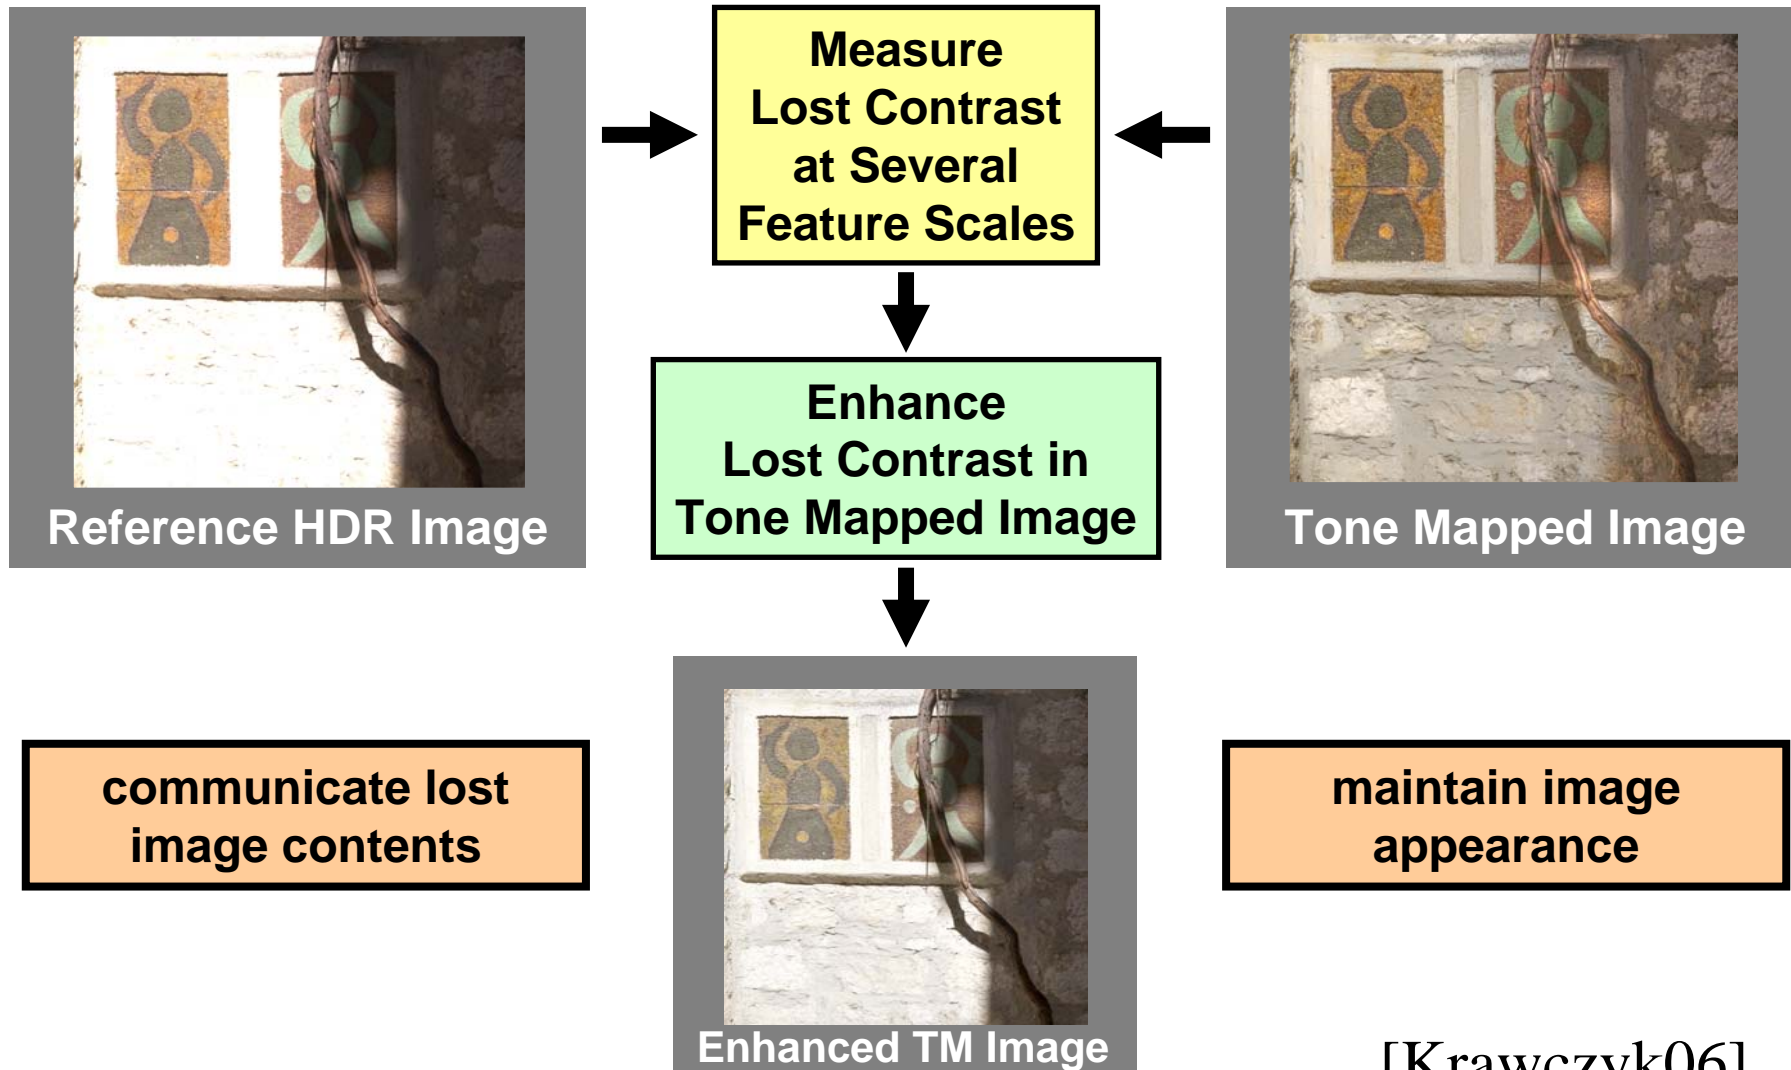 Measure
Lost Contrast
at Several
Feature Scales
Reference HDR Image
Tone Mapped Image
Enhance
Lost Contrast in
Tone Mapped Image
communicate lost
image contents
maintain image
appearance
Enhanced TM Image
[Krawczyk06]